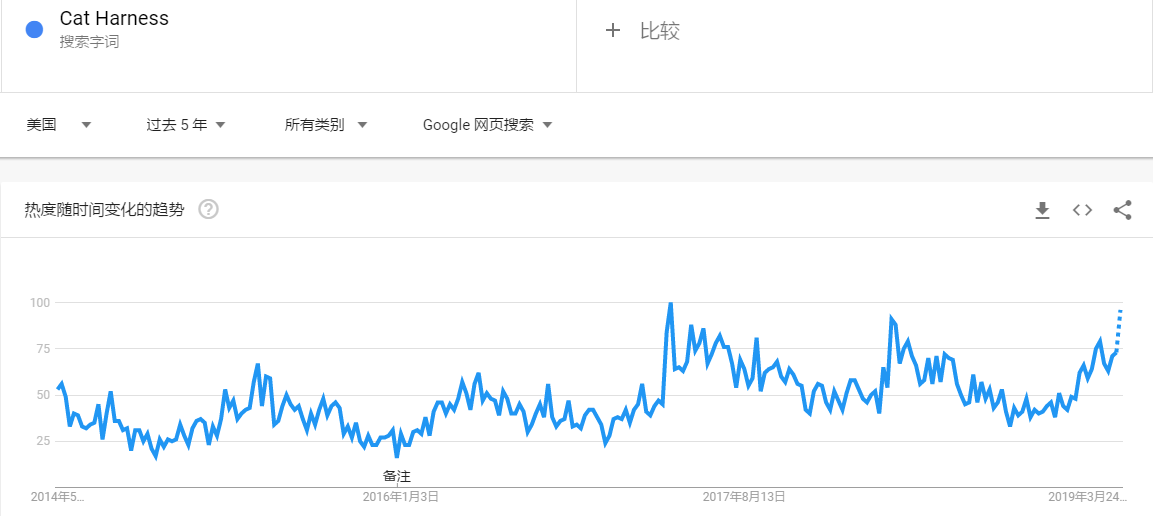 Cat Harness
搜索字词
+ 比较
美国 过去 5 年 所有类别 Google 网页搜索
热度随时间变化的趋势 ?
100
75
50
25
备注
2014年5... 2016年1月3日 2017年8月13日 2019年3月24...